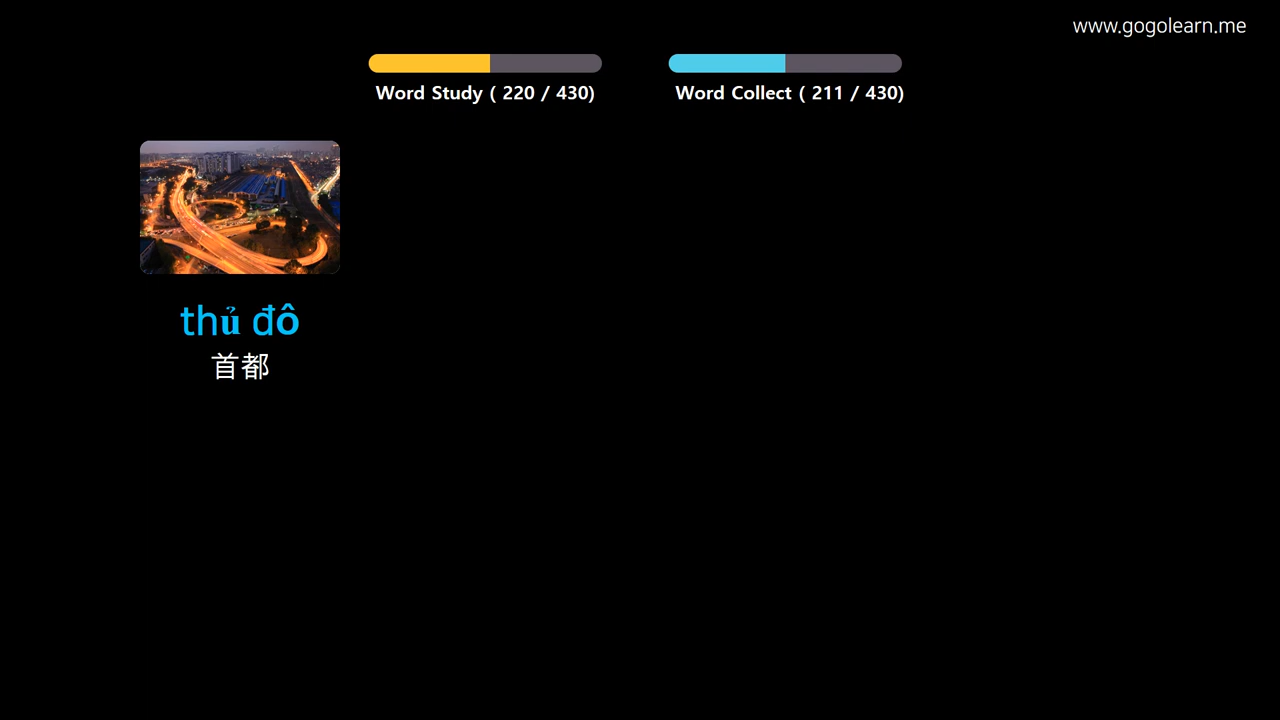 www.gogolearn.me
Word Study ( 220 / 430)
Word Collect ( 211 / 430)
thủ đô
首都